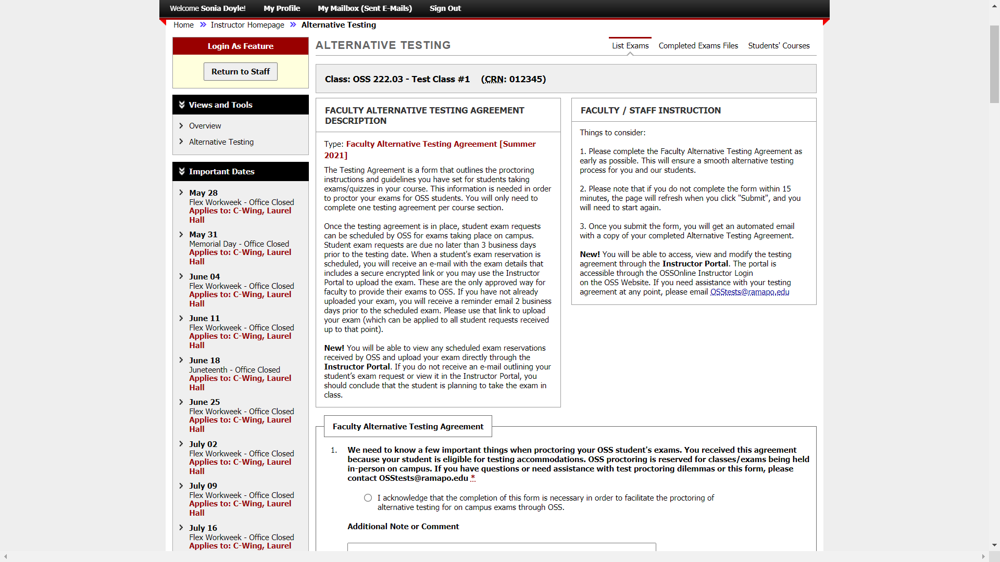 Welcome Sonia Doyle! My Profile My Mailbox (Sent E-Mails) Sign Out
Home » Instructor Homepage » Alternative Testing
Login As Feature
Return to Staff
Views and Tools
Overview
Alternative Testing
Important Dates
May 28
Flex Workweek - Office Closed
Applies to: C-Wing, Laurel
Hall
May 31
Memorial Day - Office Closed
Applies to: C-Wing, Laurel
Hall
June 04
Flex Workweek - Office Closed
Applies to: C-Wing, Laurel
Hall
June 11
Flex Workweek - Office Closed
Applies to: C-Wing, Laurel
Hall
June 18
Juneteenth - Office Closed
Applies to: C-Wing, Laurel
Hall
June 25
Flex Workweek - Office Closed
Applies to: C-Wing, Laurel
Hall
July 02
Flex Workweek - Office Closed
Applies to: C-Wing, Laurel
Hall
July 09
Flex Workweek - Office Closed
Applies to: C-Wing, Laurel
Hall
July 16
Flex Workweek - Office Closed
Applies to: C-Wing, Laurel
ALTERNATIVE TESTING
List Exams Completed Exams Files Students' Courses
Class: OSS 222.03 - Test Class #1 (CRN: 012345)
FACULTY ALTERNATIVE TESTING AGREEMENT
DESCRIPTION
Type: Faculty Alternative Testing Agreement [Summer
2021]
The Testing Agreement is a form that outlines the proctoring
instructions and guidelines you have set for students taking
exams/quizzes in your course. This information is needed in order
to proctor your exams for OSS students. You will only need to
complete one testing agreement per course section.
Once the testing agreement is in place, student exam requests
can be scheduled by OSS for exams taking place on campus.
Student exam requests are due no later than 3 business days
prior to the testing date. When a student's exam reservation is
scheduled, you will receive an e-mail with the exam details that
includes a secure encrypted link or you may use the Instructor
Portal to upload the exam. These are the only approved way for
faculty to provide their exams to OSS. If you have not already
uploaded your exam, you will receive a reminder email 2 business
days prior to the scheduled exam. Please use that link to upload
your exam (which can be applied to all student requests received
up to that point).
New! You will be able to view any scheduled exam reservations
received by OSS and upload your exam directly through the
Instructor Portal. If you do not receive an e-mail outlining your
student’s exam request or view it in the Instructor Portal, you
should conclude that the student is planning to take the exam in
class.
FACULTY / STAFF INSTRUCTION
Things to consider:
1. Please complete the Faculty Alternative Testing Agreement as
early as possible. This will ensure a smooth alternative testing
process for you and our students.
2. Please note that if you do not complete the form within 15
minutes, the page will refresh when you click "Submit", and you
will need to start again.
3. Once you submit the form, you will get an automated email
with a copy of your completed Alternative Testing Agreement.
New! You will be able to access, view and modify the testing
agreement through the Instructor Portal. The portal is
accessible through the OSSOnline Instructor Login
on the OSS Website. If you need assistance with your testing
agreement at any point, please email OSStests@ramapo.edu
Faculty Alternative Testing Agreement
1. We need to know a few important things when proctoring your OSS student's exams. You received this agreement
because your student is eligible for testing accommodations. OSS proctoring is reserved for classes/exams being held
in-person on campus. If you have questions or need assistance with test proctoring dilemmas or this form, please
contact OSStests@ramapo.edu *
I acknowledge that the completion of this form is necessary in order to facilitate the proctoring of
alternative testing for on campus exams through OSS.
Additional Note or Comment